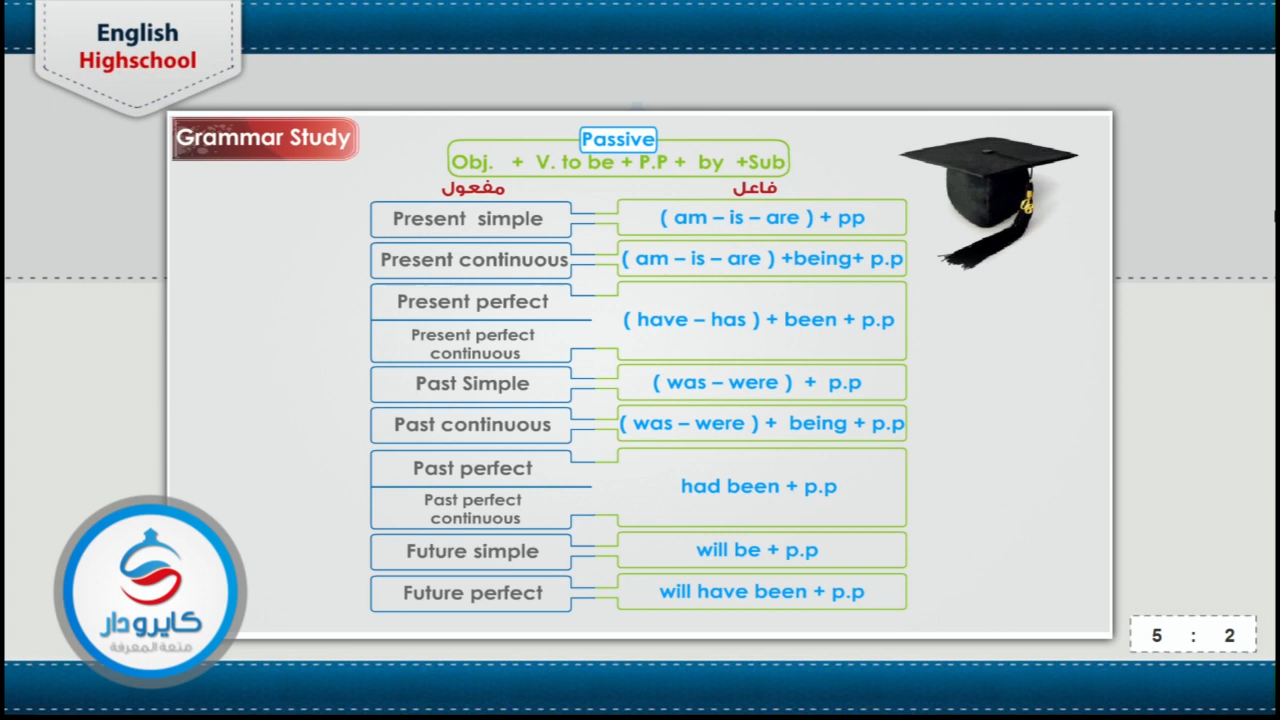 English
Highschool
Grammar Study
Passive
Obj. + V. to be + P.P + by +Sub
مفعول فاعل
Present simple ( am – is – are ) + pp
Present continuous ( am – is – are ) +being+ p.p
Present perfect
( have – has ) + been + p.p
Present perfect
continuous
Past Simple ( was – were ) + p.p
Past continuous ( was – were ) + being + p.p
Past perfect
had been + p.p
Past perfect
continuous
Future simple will be + p.p
Future perfect will have been + p.p
كايرودار
متعة المعرفة
5 : 2